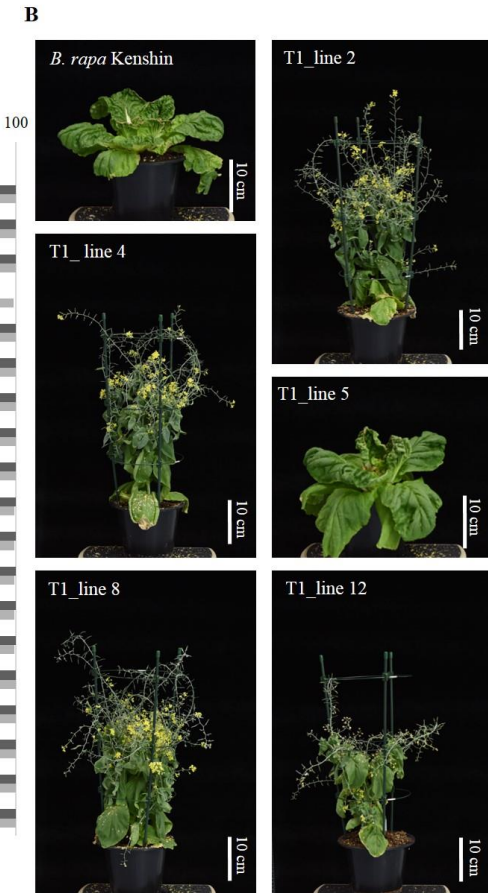 B
100
B. rapa Kenshin
10 cm
T1_line 2
10 cm
T1_ line 4
10 cm
T1_line 5
10 cm
T1_line 8
10 cm
T1_line 12
10 cm